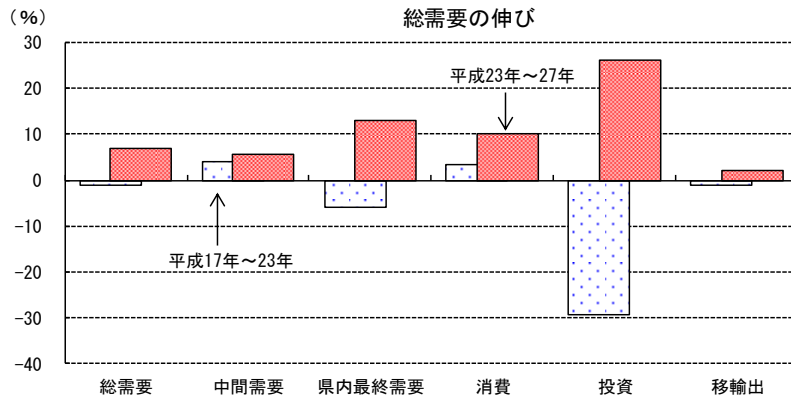 総需要の伸び
（%）
30
20
10
0
-10
-20
-30
-40
平成23年～27年
平成17年～23年
総需要 中間需要 県内最終需要 消費 投資 移輸出